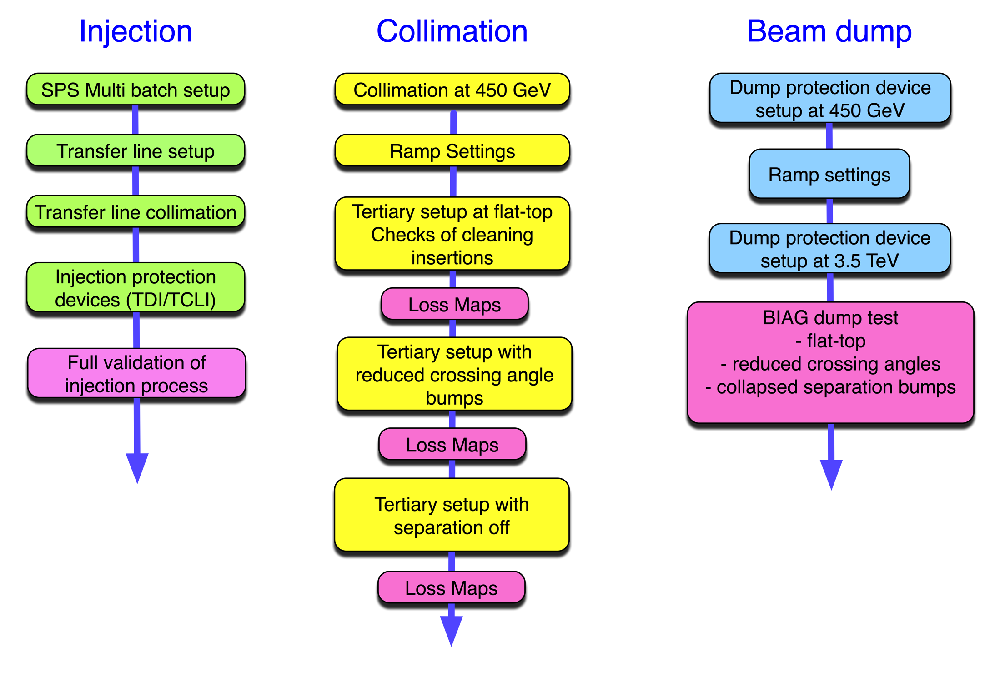 Injection
SPS Multi batch setup
Transfer line setup
Transfer line collimation
Injection protection
devices (TDI/TCLI)
Full validation of
injection process
Collimation
Collimation at 450 GeV
Ramp Settings
Tertiary setup at flat-top
Checks of cleaning
insertions
Loss Maps
Tertiary setup with
reduced crossing angle
bumps
Loss Maps
Tertiary setup with
separation off
Loss Maps
Beam dump
Dump protection device
setup at 450 GeV
Ramp settings
Dump protection device
setup at 3.5 TeV
BIAG dump test
- flat-top
- reduced crossing angles
- collapsed separation bumps